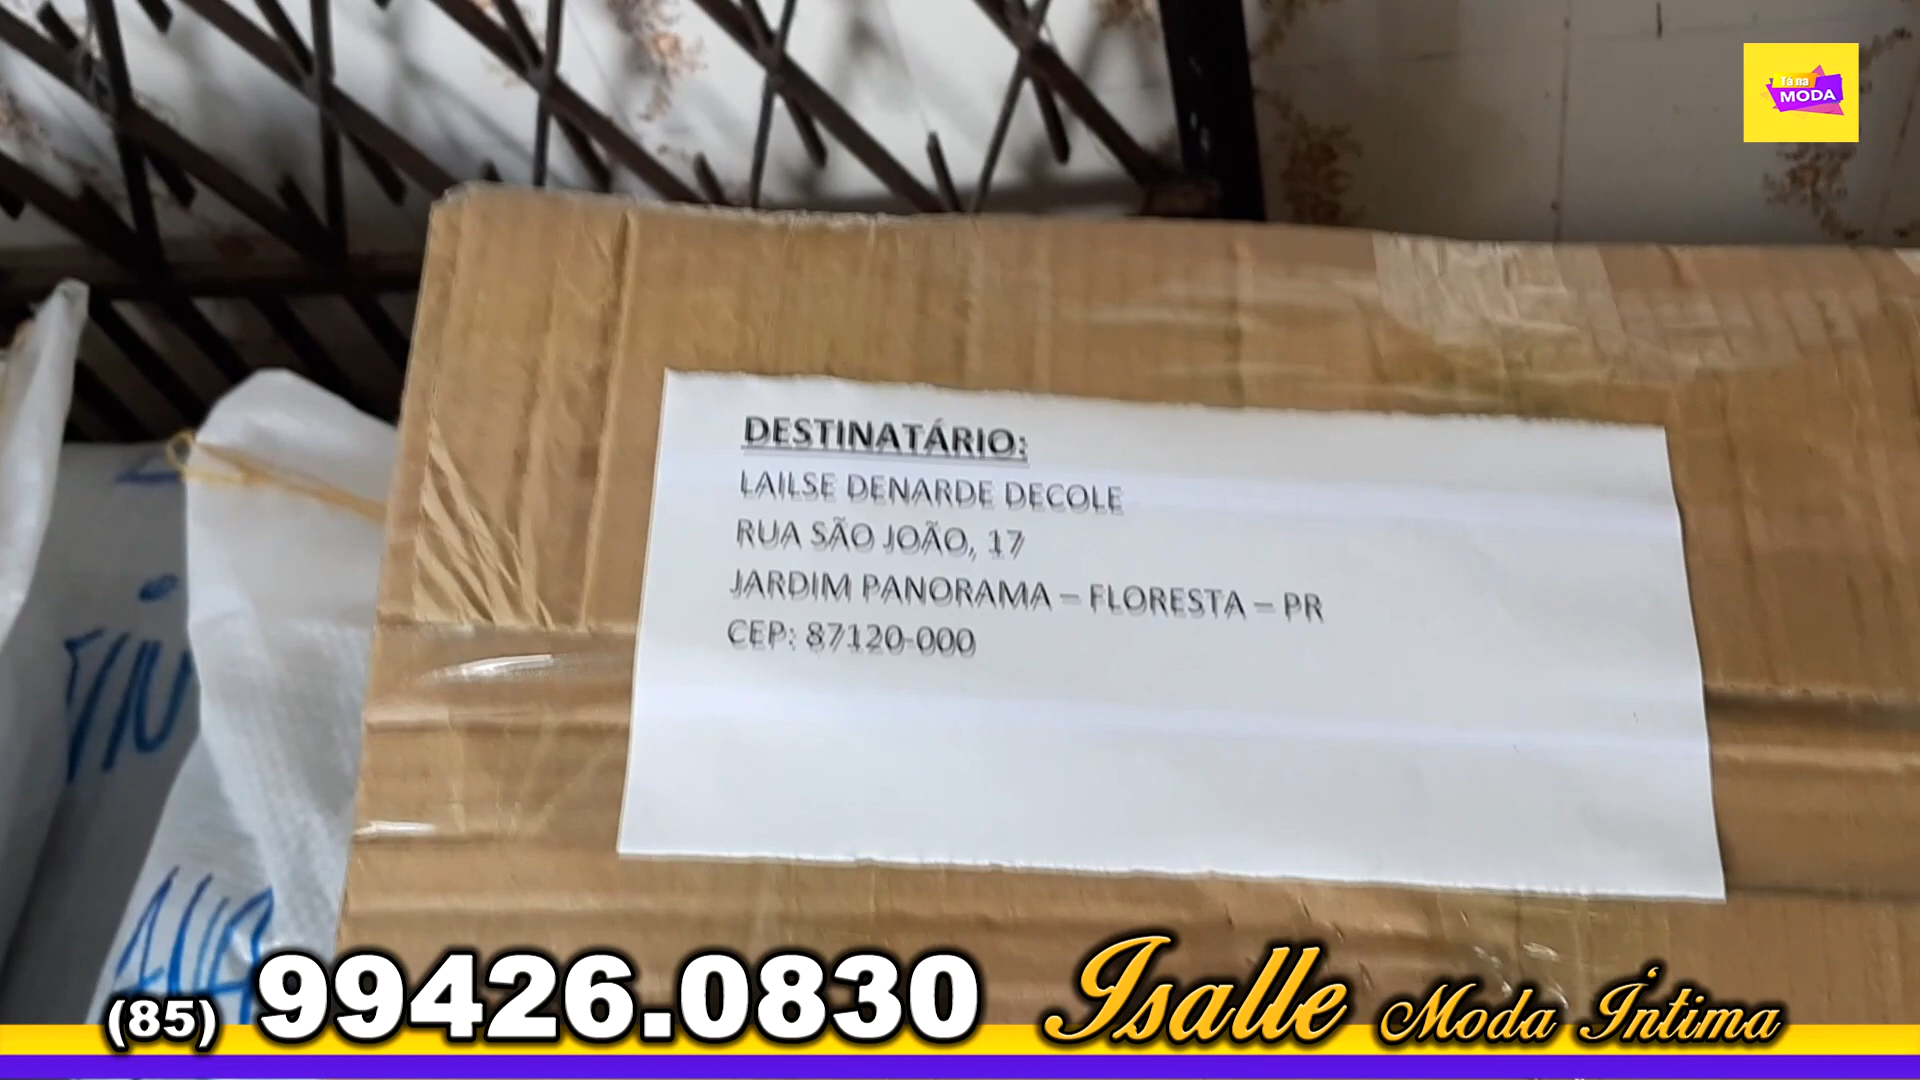 Tá na
MODA
DESTINATÁRIO:
LAILSE DENARDE DECOLE
RUA SÃO JOÃO, 17
JARDIM PANORAMA – FLORESTA – PR
CEP: 87120-000
(85) 99426.0830 Isalle Moda Íntima